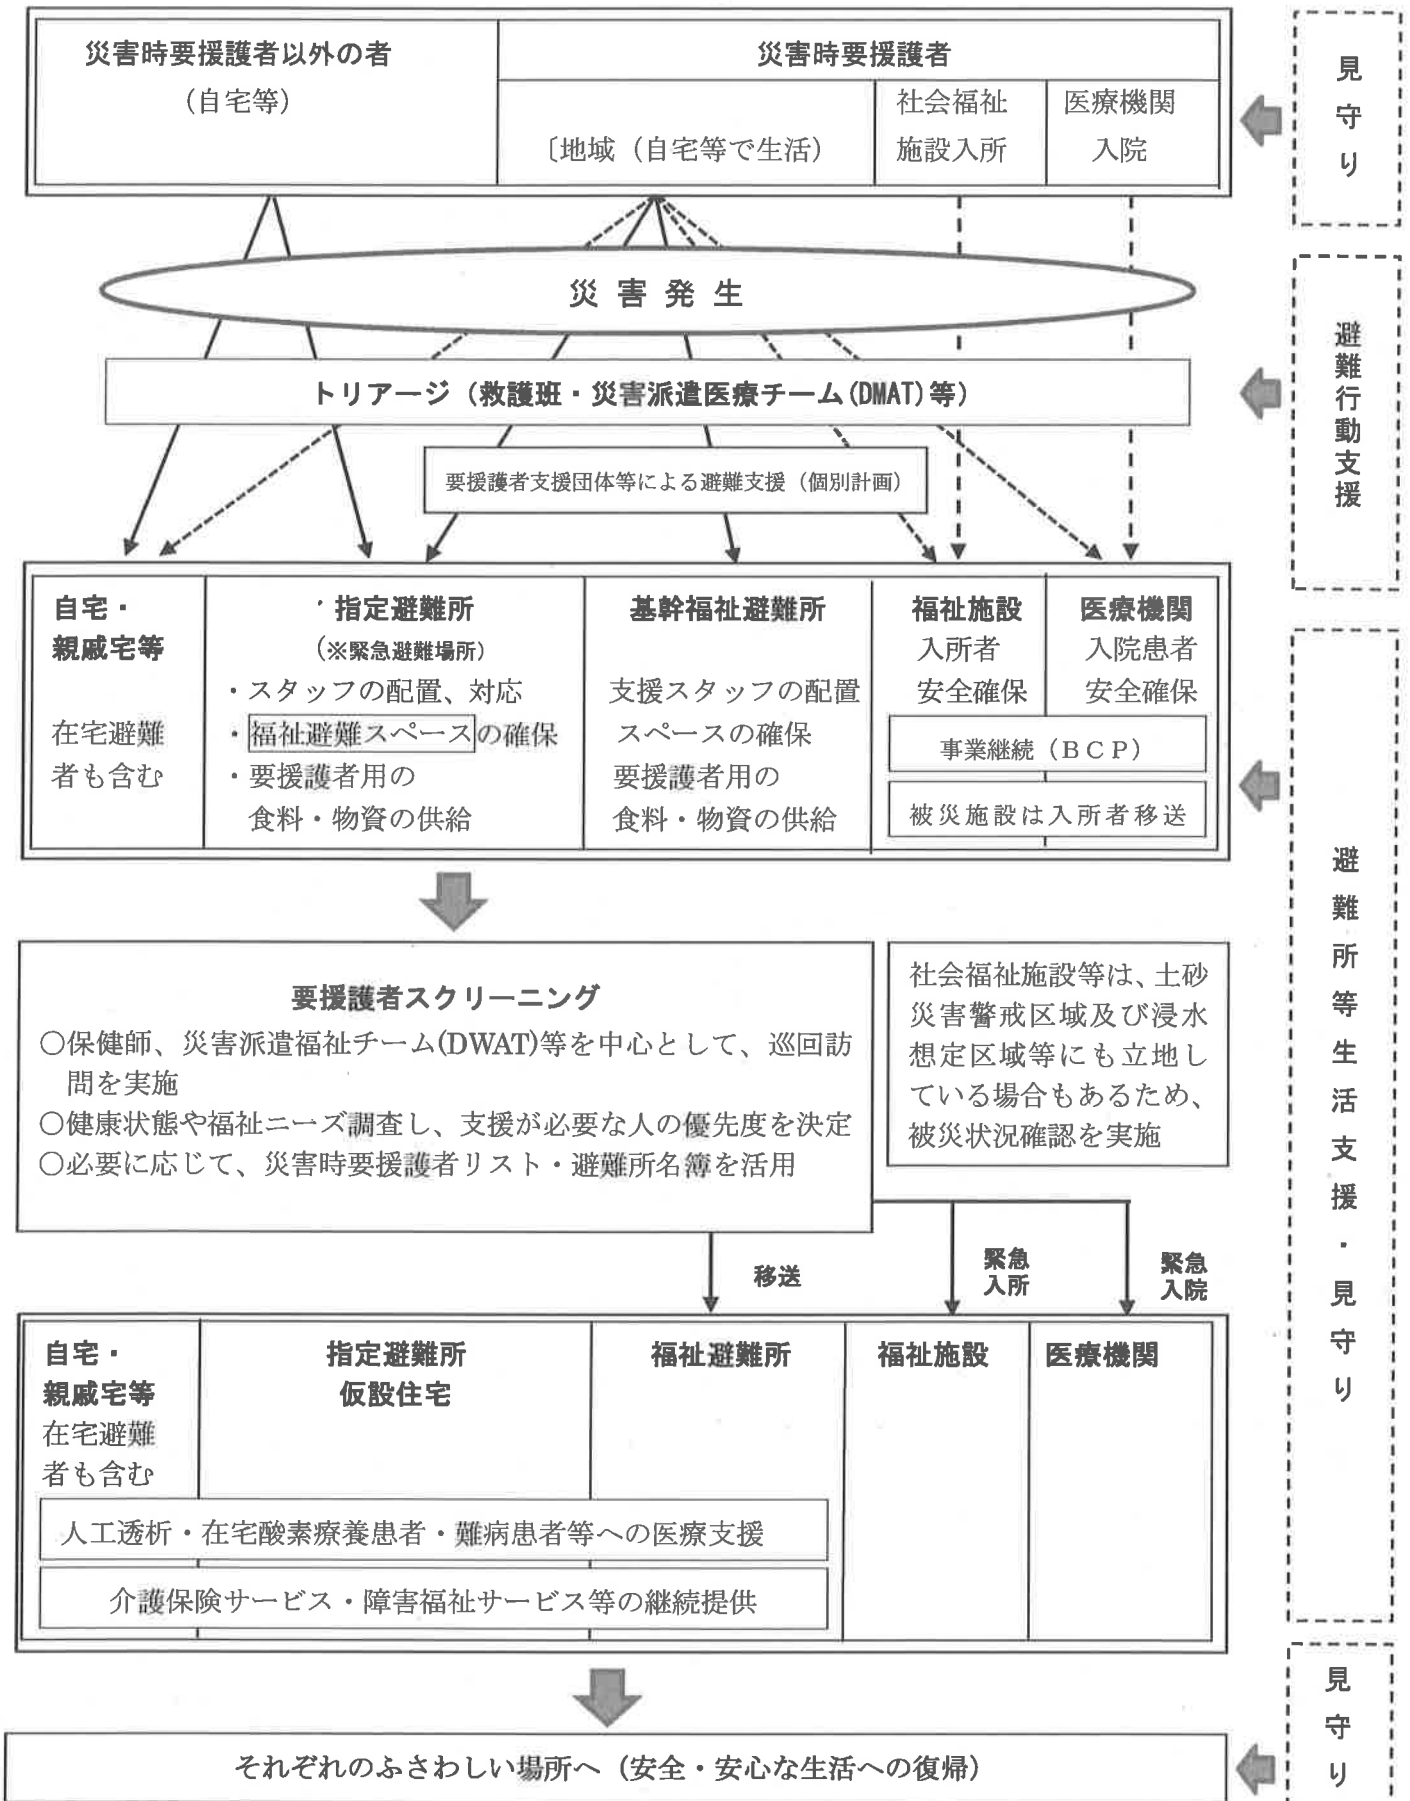 災害時要援護者以外の者
(自宅等)
災害時要援護者
〔地域（自宅等で生活）
社会福祉
施設入所
医療機関
入院
見守り
災害発生
トリアージ（救護班・災害派遣医療チーム(DMAT)等）
要援護者支援団体等による避難支援（個別計画）
避難行動支援
自宅・
親戚宅等
在宅避難
者も含む
指定避難所
(※緊急避難場所)
・スタッフの配置、対応
・福祉避難スペースの確保
・要援護者用の
食料・物資の供給
基幹福祉避難所
支援スタッフの配置
スペースの確保
要援護者用の
食料・物資の供給
福祉施設
入所者
安全確保
医療機関
入院患者
安全確保
事業継続（ＢＣＰ）
被災施設は入所者移送
避難所等生活支援・見守り
要援護者スクリーニング
○保健師、災害派遣福祉チーム(DWAT)等を中心として、巡回訪
問を実施
○健康状態や福祉ニーズ調査し、支援が必要な人の優先度を決定
○必要に応じて、災害時要援護者リスト・避難所名簿を活用
社会福祉施設等は、土砂
災害警戒区域及び浸水
想定区域等にも立地し
ている場合もあるため、
被災状況確認を実施
移送
緊急
入所
緊急
入院
自宅・
親戚宅等
在宅避難
者も含む
指定避難所
仮設住宅
福祉避難所
福祉施設
医療機関
人工透析・在宅酸素療養患者・難病患者等への医療支援
介護保険サービス・障害福祉サービス等の継続提供
それぞれのふさわしい場所へ（安全・安心な生活への復帰）
見守り